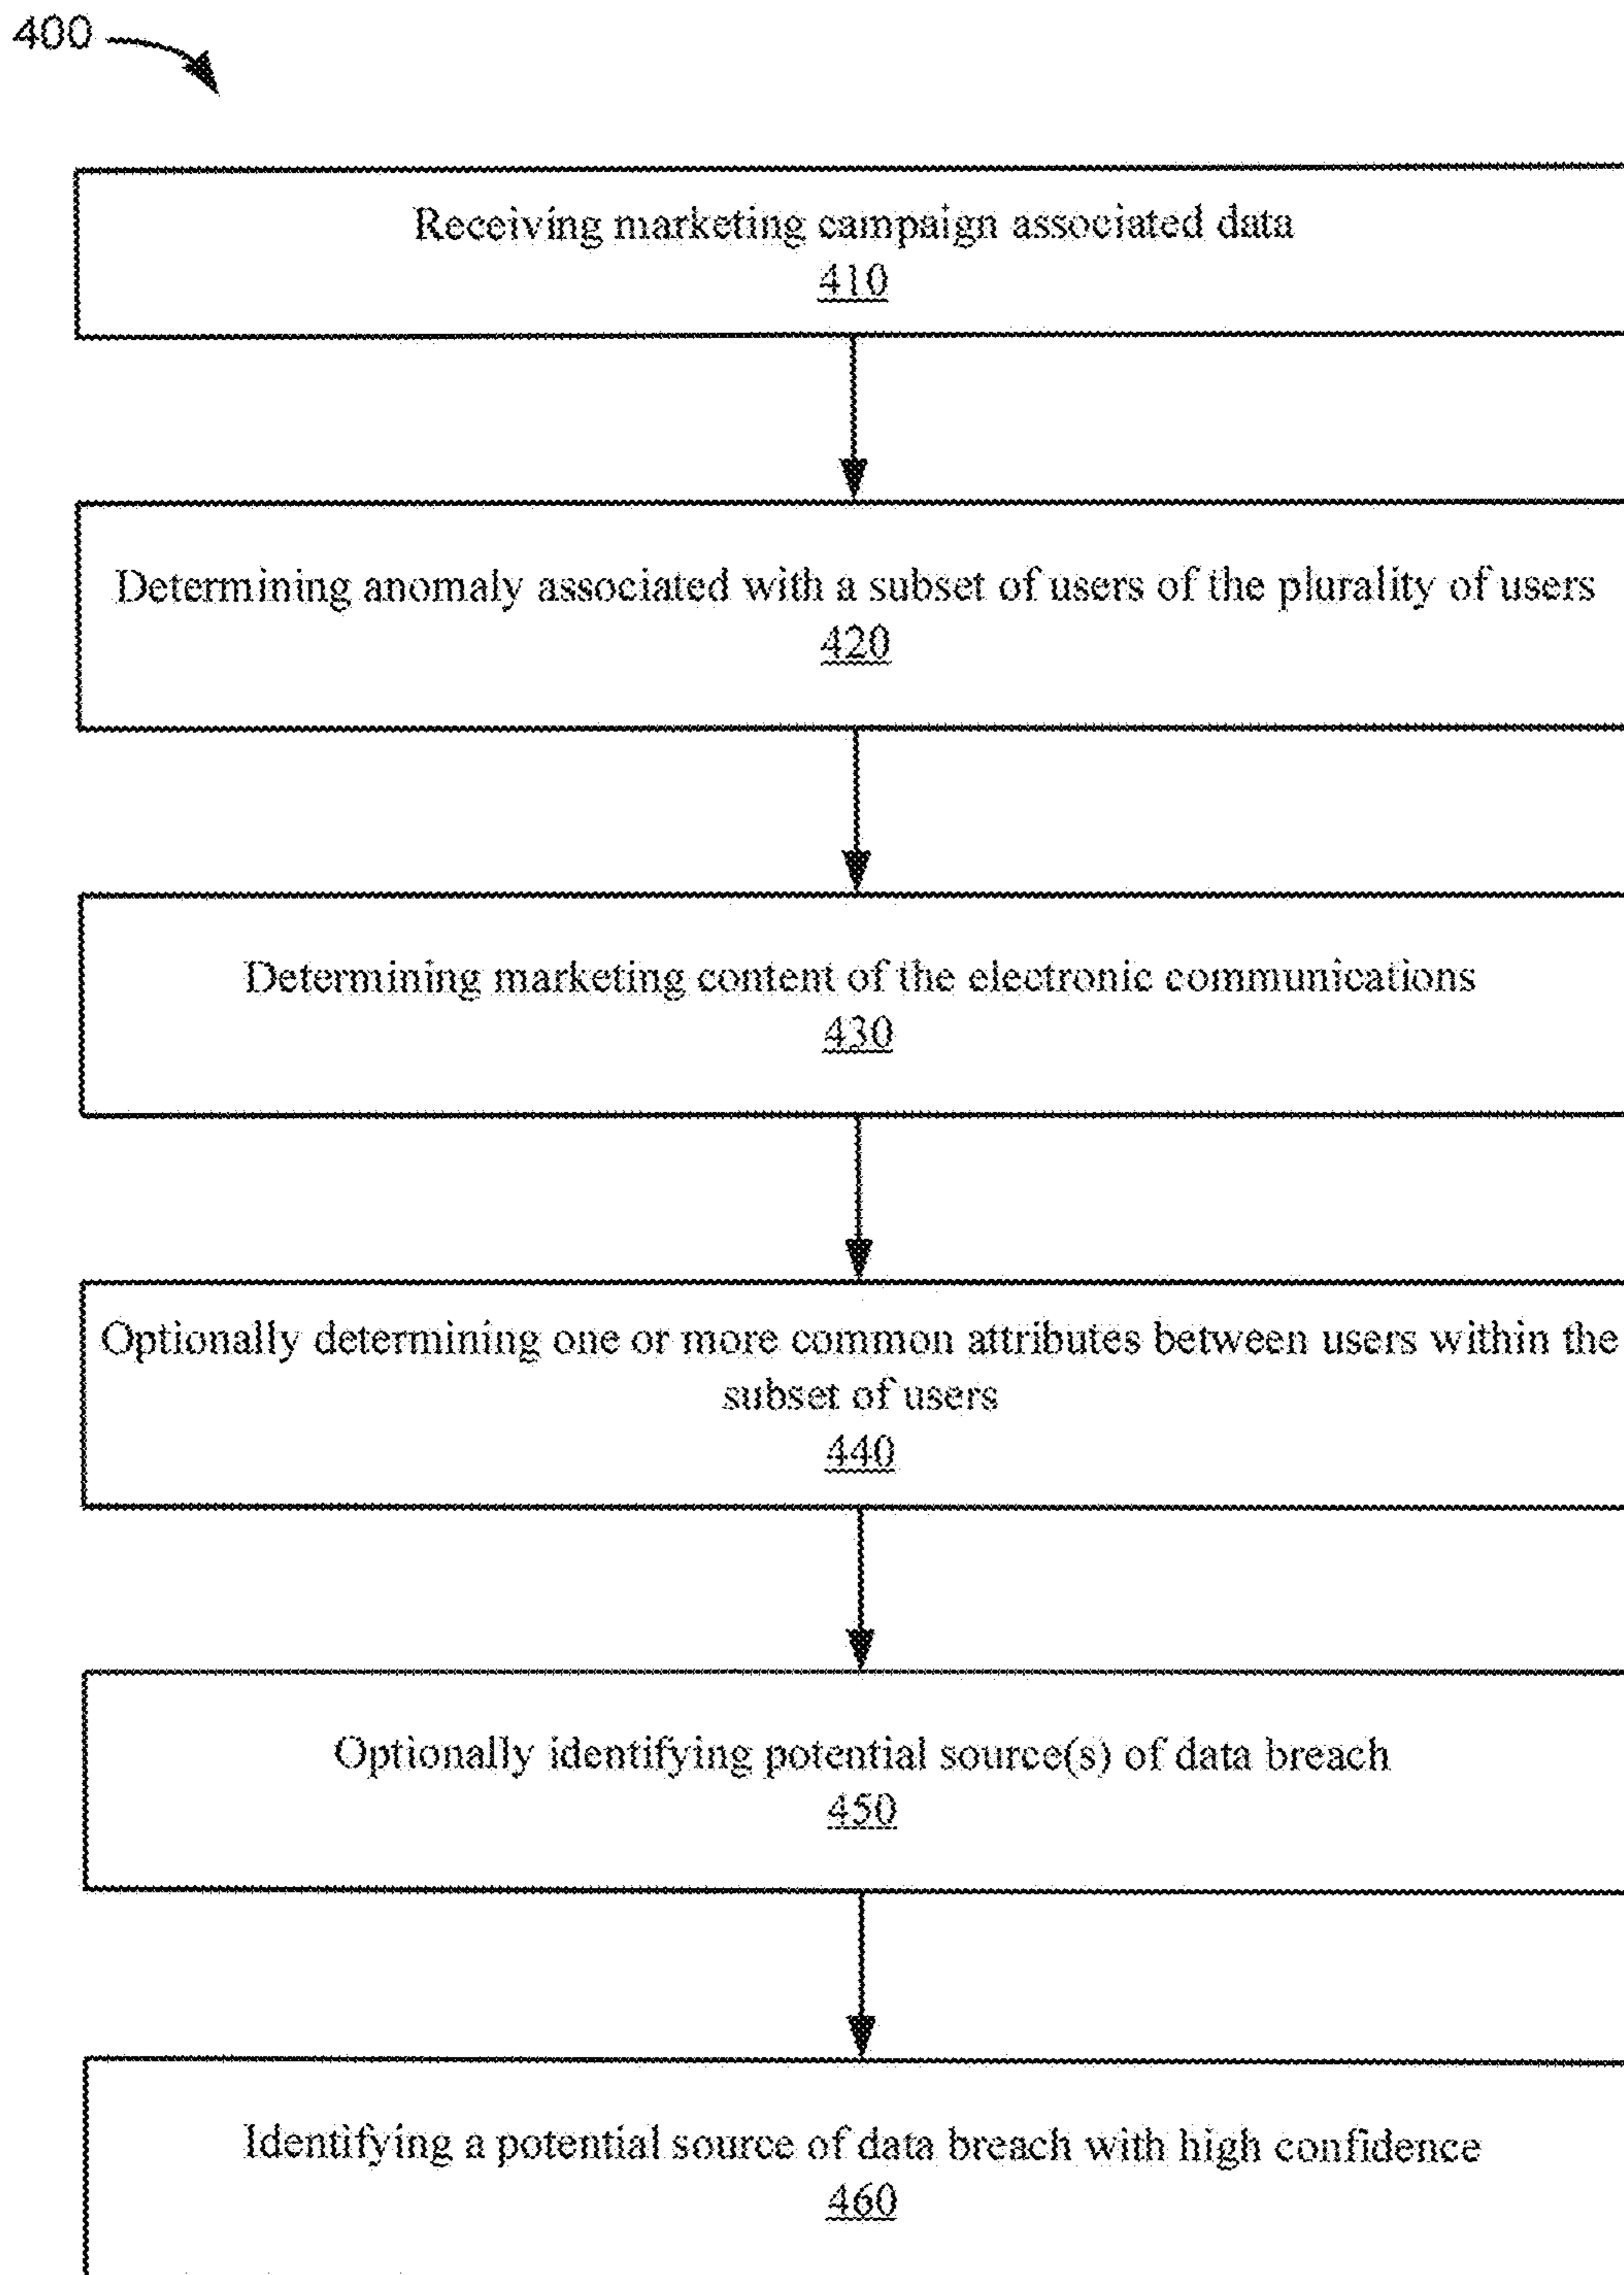 400
Receiving marketing campaign associated data
410
Determining anomaly associated with a subset of users of the plurality of users
420
Determining marketing content of the electronic communications
430
Optionally determining one or more common attributes between users within the
subset of users
440
Optionally identifying potential source(s) of data breach
450
Identifying a potential source of data breach with high confidence
460